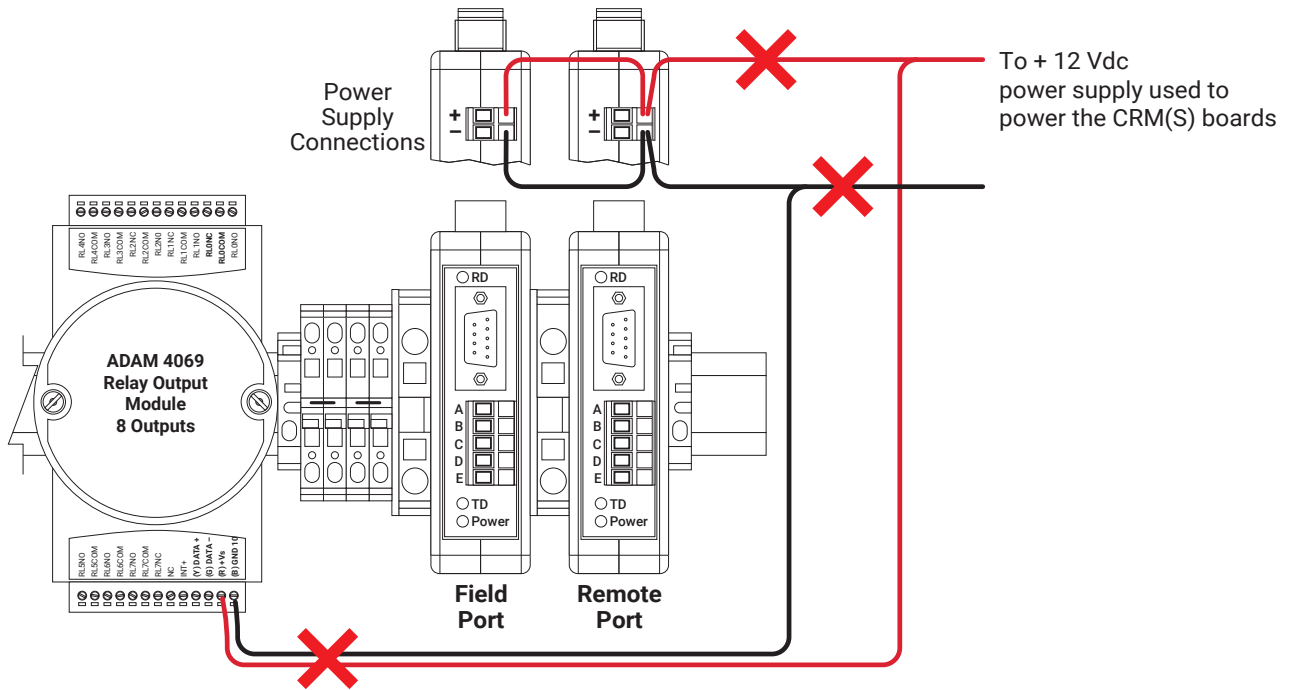 To + 12 Vdc
power supply used to
power the CRM(S) boards
Power
Supply
Connections
+
–
+
–
RL4NO
RL4COM
RL3NO
RL3COM
RL2NC
RL2COM
RL2N0
RL1NC
RL1COM
RL1NO
RL0NC
RL0COM
RL0NO
ADAM 4069
Relay Output
Module
8 Outputs
RL5NO
RL5COM
RL6NO
RL6COM
RL7NO
RL7COM
RL7NC
NC
INT+
(Y) DATA +
(G) DATA –
(R) +Vs
(B) GND 10
RD
A
B
C
D
E
TD
Power
Field
Port
RD
A
B
C
D
E
TD
Power
Remote
Port